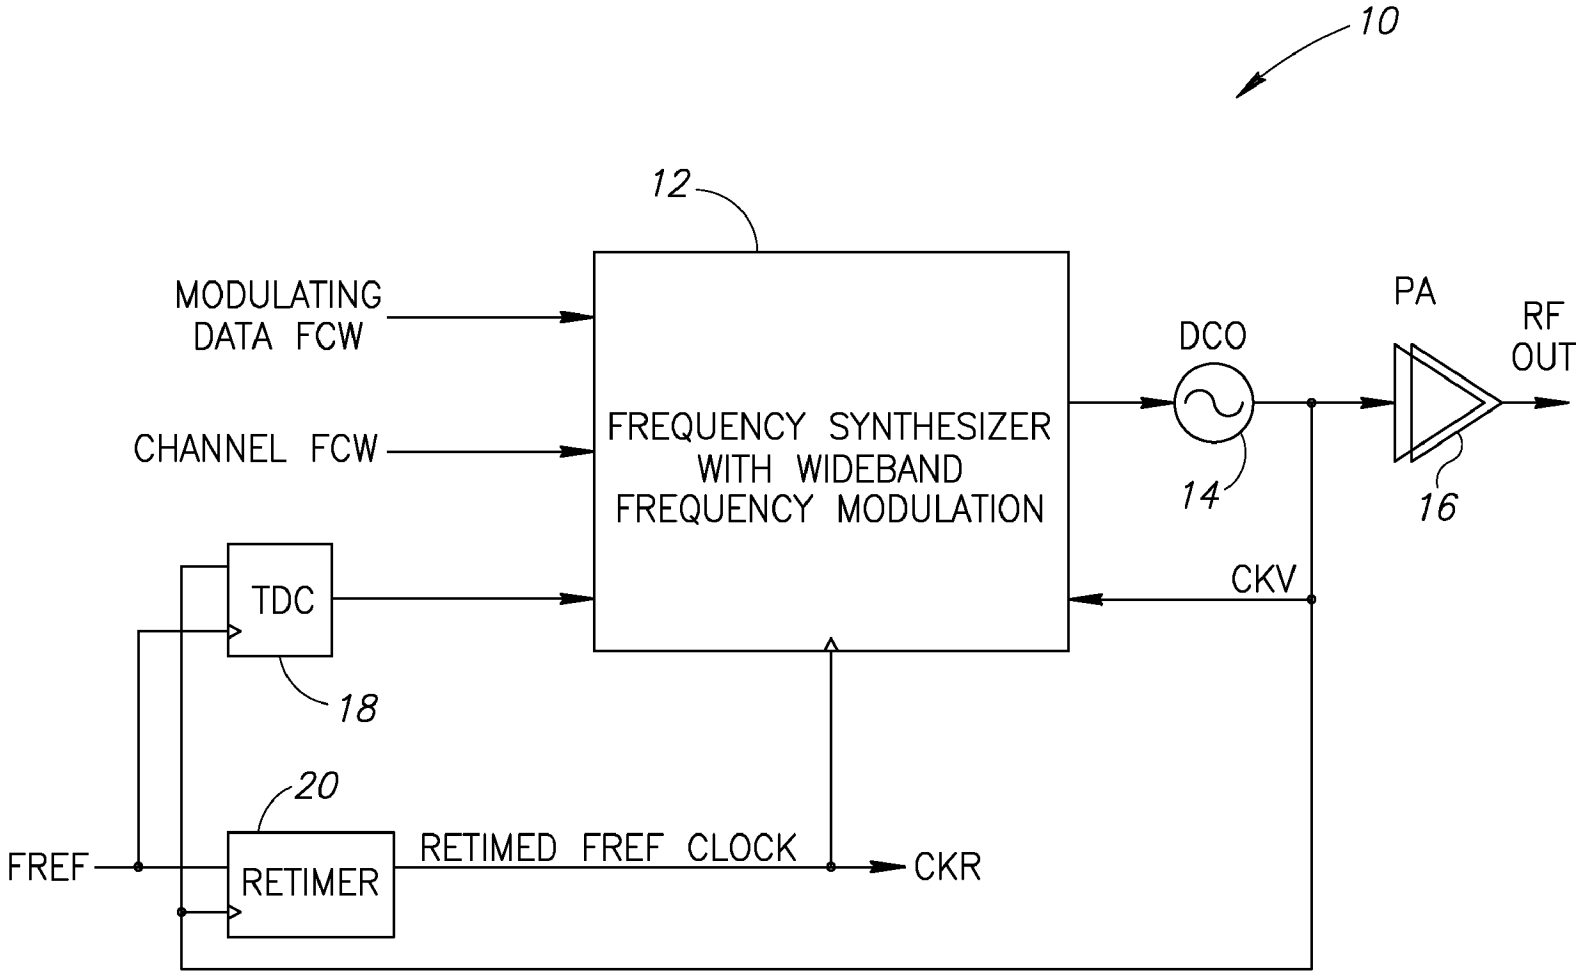 10
12
MODULATING
DATA FCW
PA
RF
OUT
DCO
CHANNEL FCW
FREQUENCY SYNTHESIZER
WITH WIDEBAND
FREQUENCY MODULATION
14
16
TDC
CKV
18
20
FREF
RETIMER
RETIMED FREF CLOCK
CKR